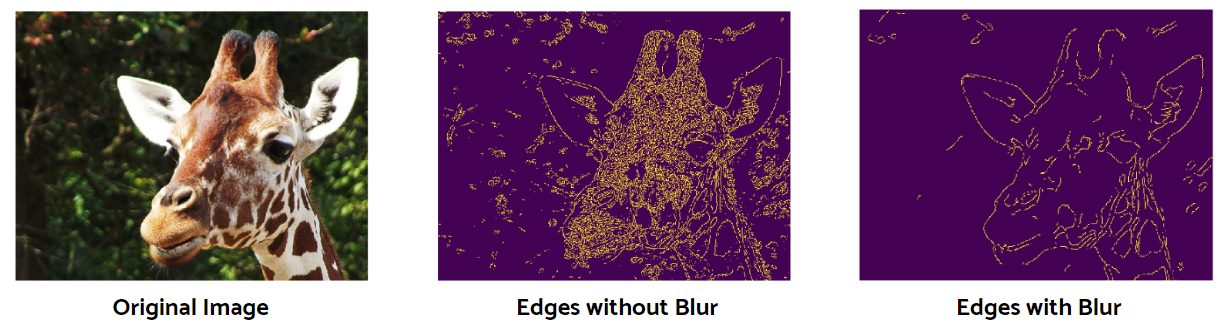 Original Image
Edges without Blur
Edges with Blur